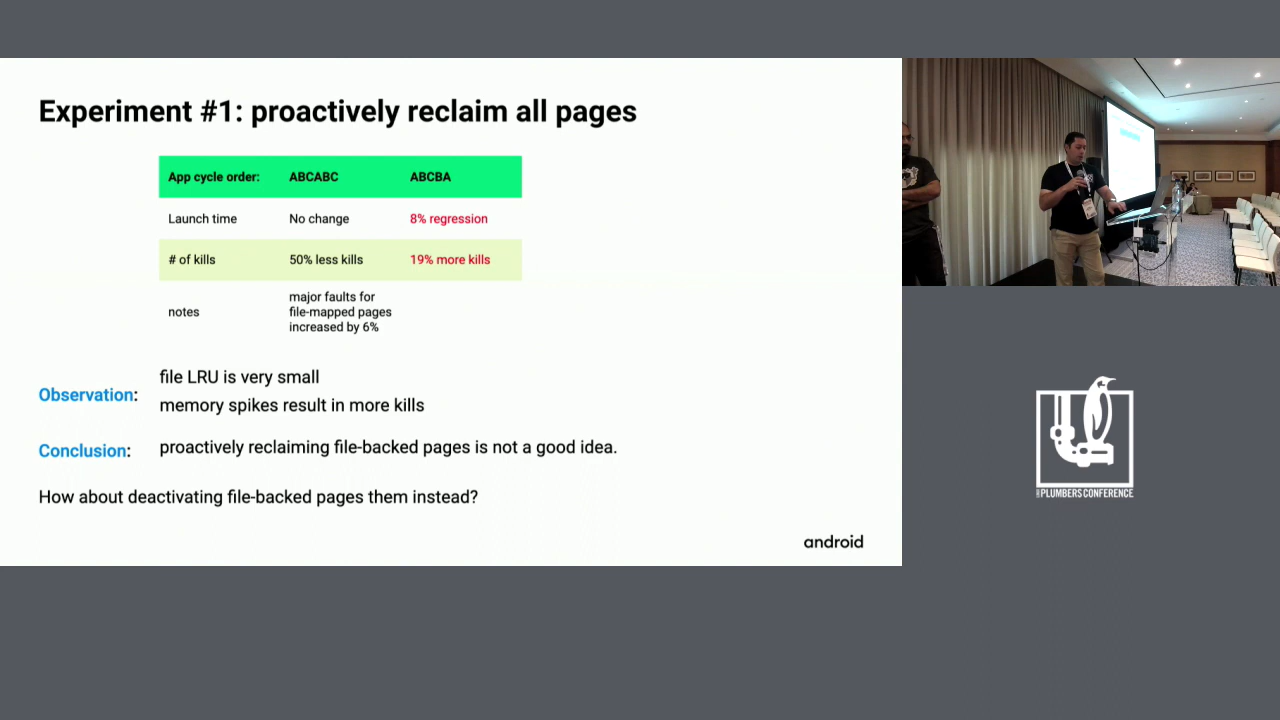 Experiment #1: proactively reclaim all pages
App cycle order: ABCABC ABCBA
Launch time No change 8% regression
# of kills 50% less kills 19% more kills
notes major faults for
file-mapped pages
increased by 6%
Observation: file LRU is very small
memory spikes result in more kills
Conclusion: proactively reclaiming file-backed pages is not a good idea.
How about deactivating file-backed pages them instead?
android
PLUMBERS CONFERENCE